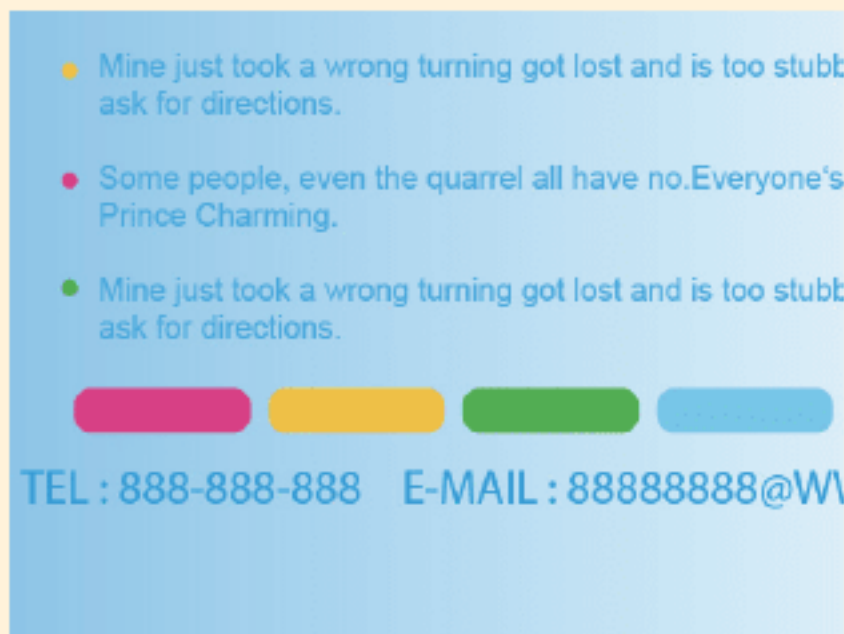 Mine just took a wrong turning got lost and is too stubb
ask for directions.
Some people, even the quarrel all have no.Everyone's
Prince Charming.
Mine just took a wrong turning got lost and is too stubb
ask for directions.
TEL : 888-888-888 E-MAIL : 88888888@WW